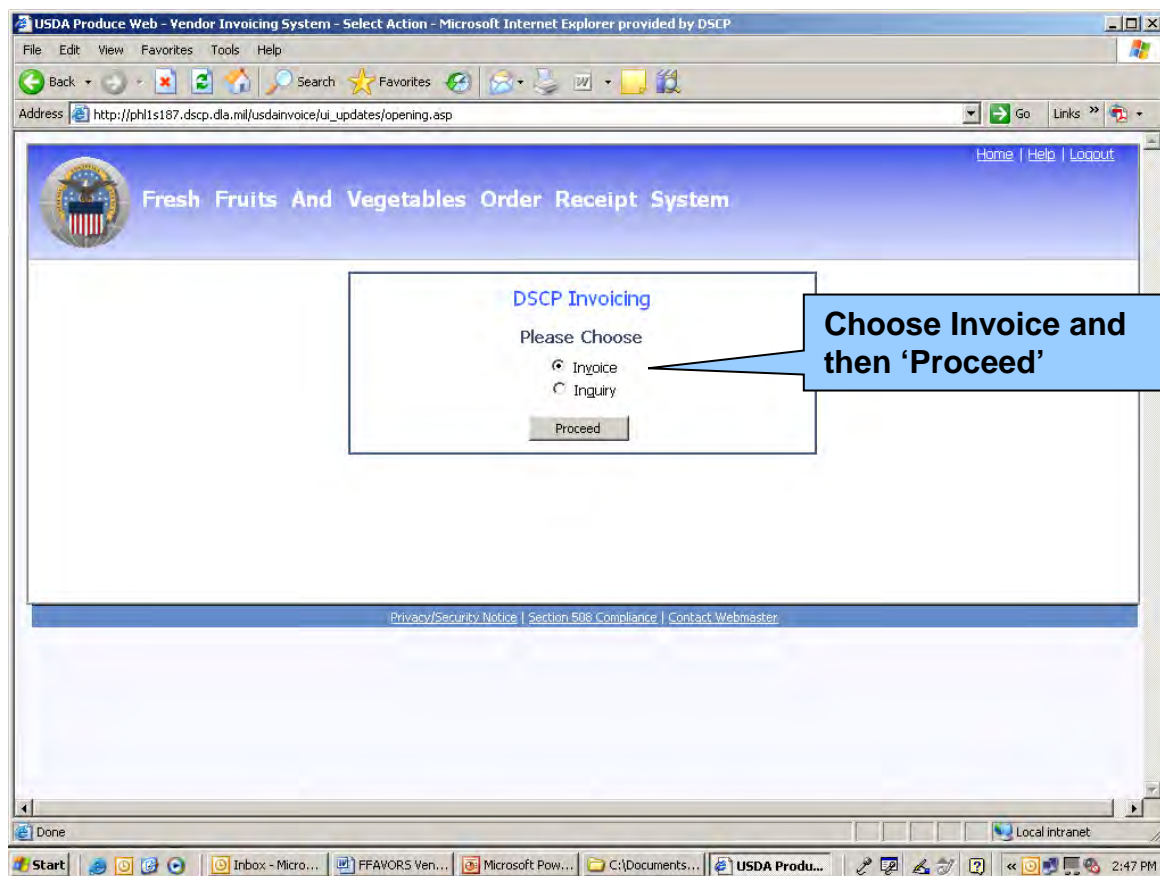 USDA Produce Web - Vendor Invoicing System - Select Action - Microsoft Internet Explorer provided by DSCP
File Edit View Favorites Tools Help
Back Search Favorites
Address http://phl1s187.dscp.dla.mil/usdainvoice/ui_updates/opening.asp Go Links »
Home | Help | Logout
Fresh Fruits And Vegetables Order Receipt System
DSCP Invoicing
Please Choose
Invoice
Inquiry
Proceed
Choose Invoice and
then ‘Proceed’
Privacy/Security Notice | Section 508 Compliance | Contact Webmaster
Done Local intranet
Start Inbox - Micro... FFAVORS Ven... Microsoft Pow... C:\Documents... USDA Produ... « 2:47 PM